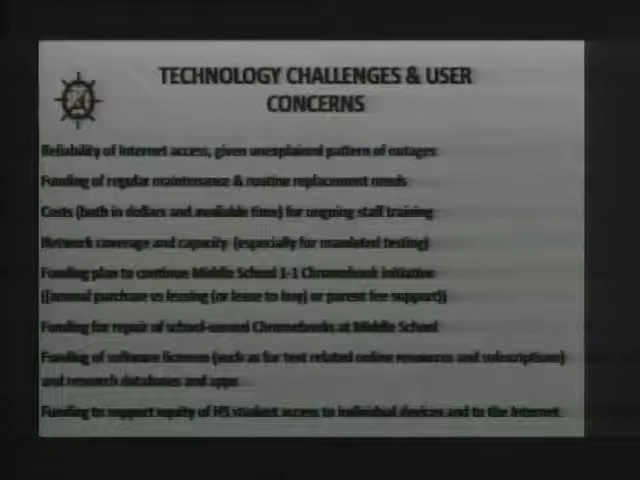 TECHNOLOGY CHALLENGES & USER
CONCERNS
Reliability of Internet access, given unexplained pattern of outages
Funding of regular maintenance & routine replacement needs
Costs (both in dollars and available time) for ongoing staff training
Network coverage and capacity (especially for mandated testing)
Funding plan to continue Middle School 1-1 Chromebook initiative
([annual purchase vs leasing (or lease to buy) or parent fee support])
Funding for repair of school-owned Chromebooks at Middle School
Funding of software licenses (such as for text related online resources and subscriptions)
and research databases and apps
Funding to support equity of HS student access to individual devices and to the Internet